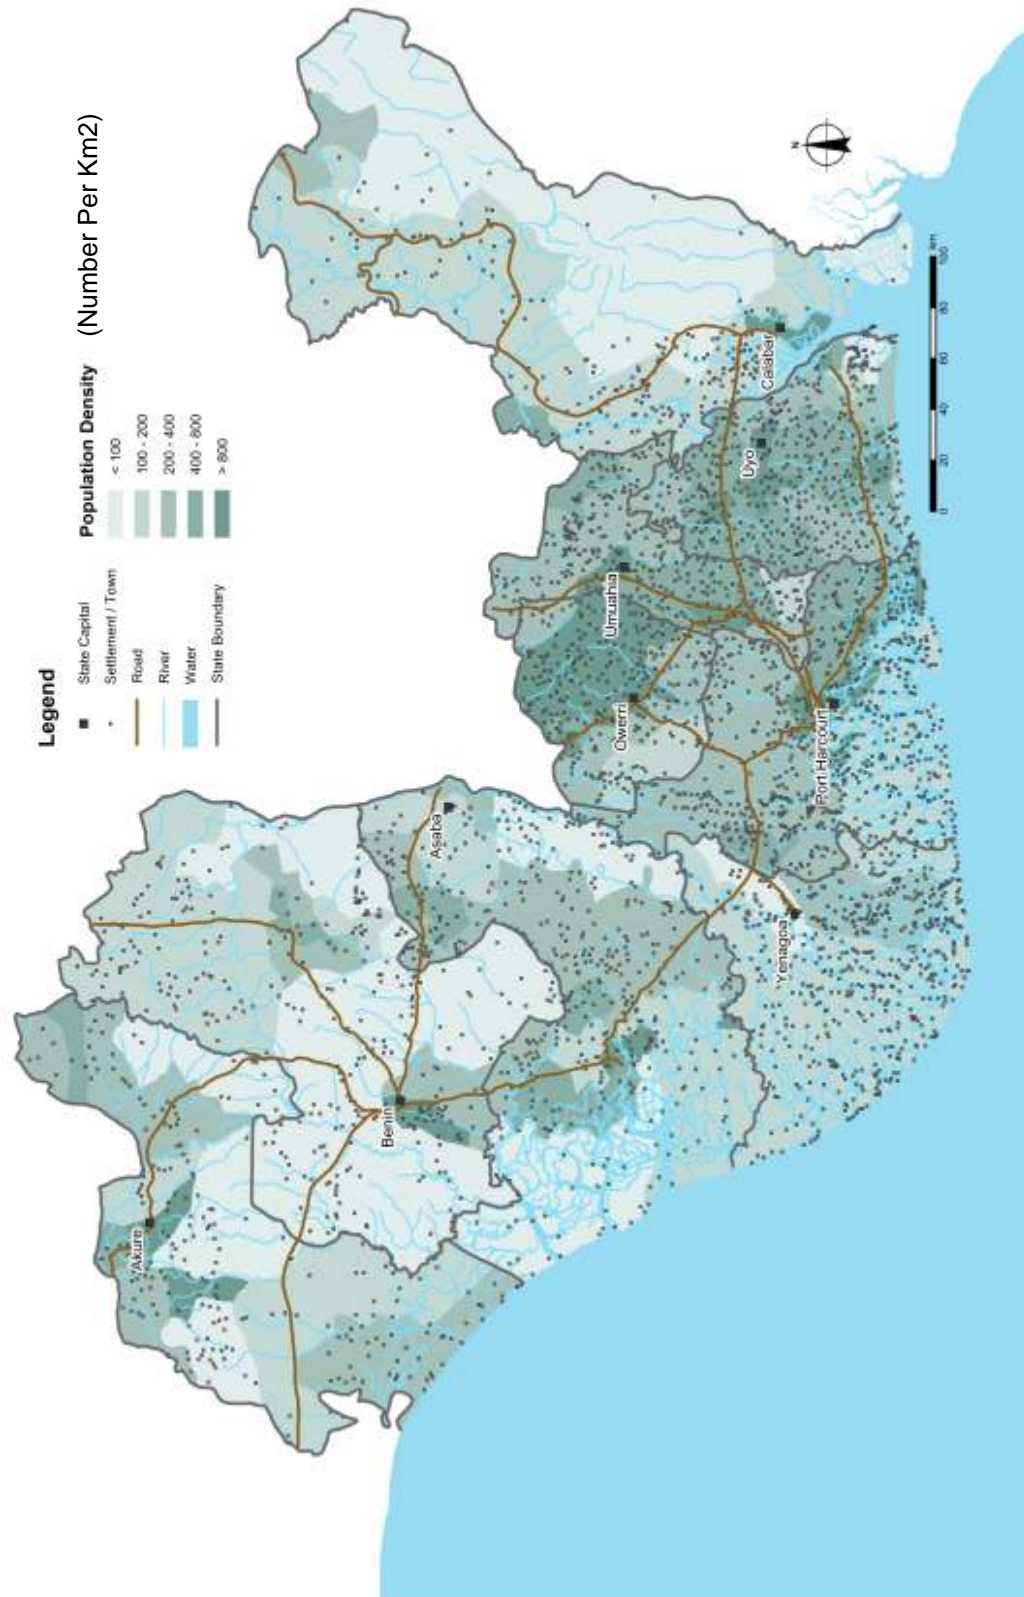 Legend
State Capital
Settlement / Town
Road
River
Water
State Boundary
Population Density (Number Per Km2)
< 100
100 - 200
200 - 400
400 - 800
> 800
Akure
Benin
Asaba
Owerri
Umuahia
Uyo
Calabar
Port Harcourt
Yenagoa
N
0 20 40 60 80 100 km